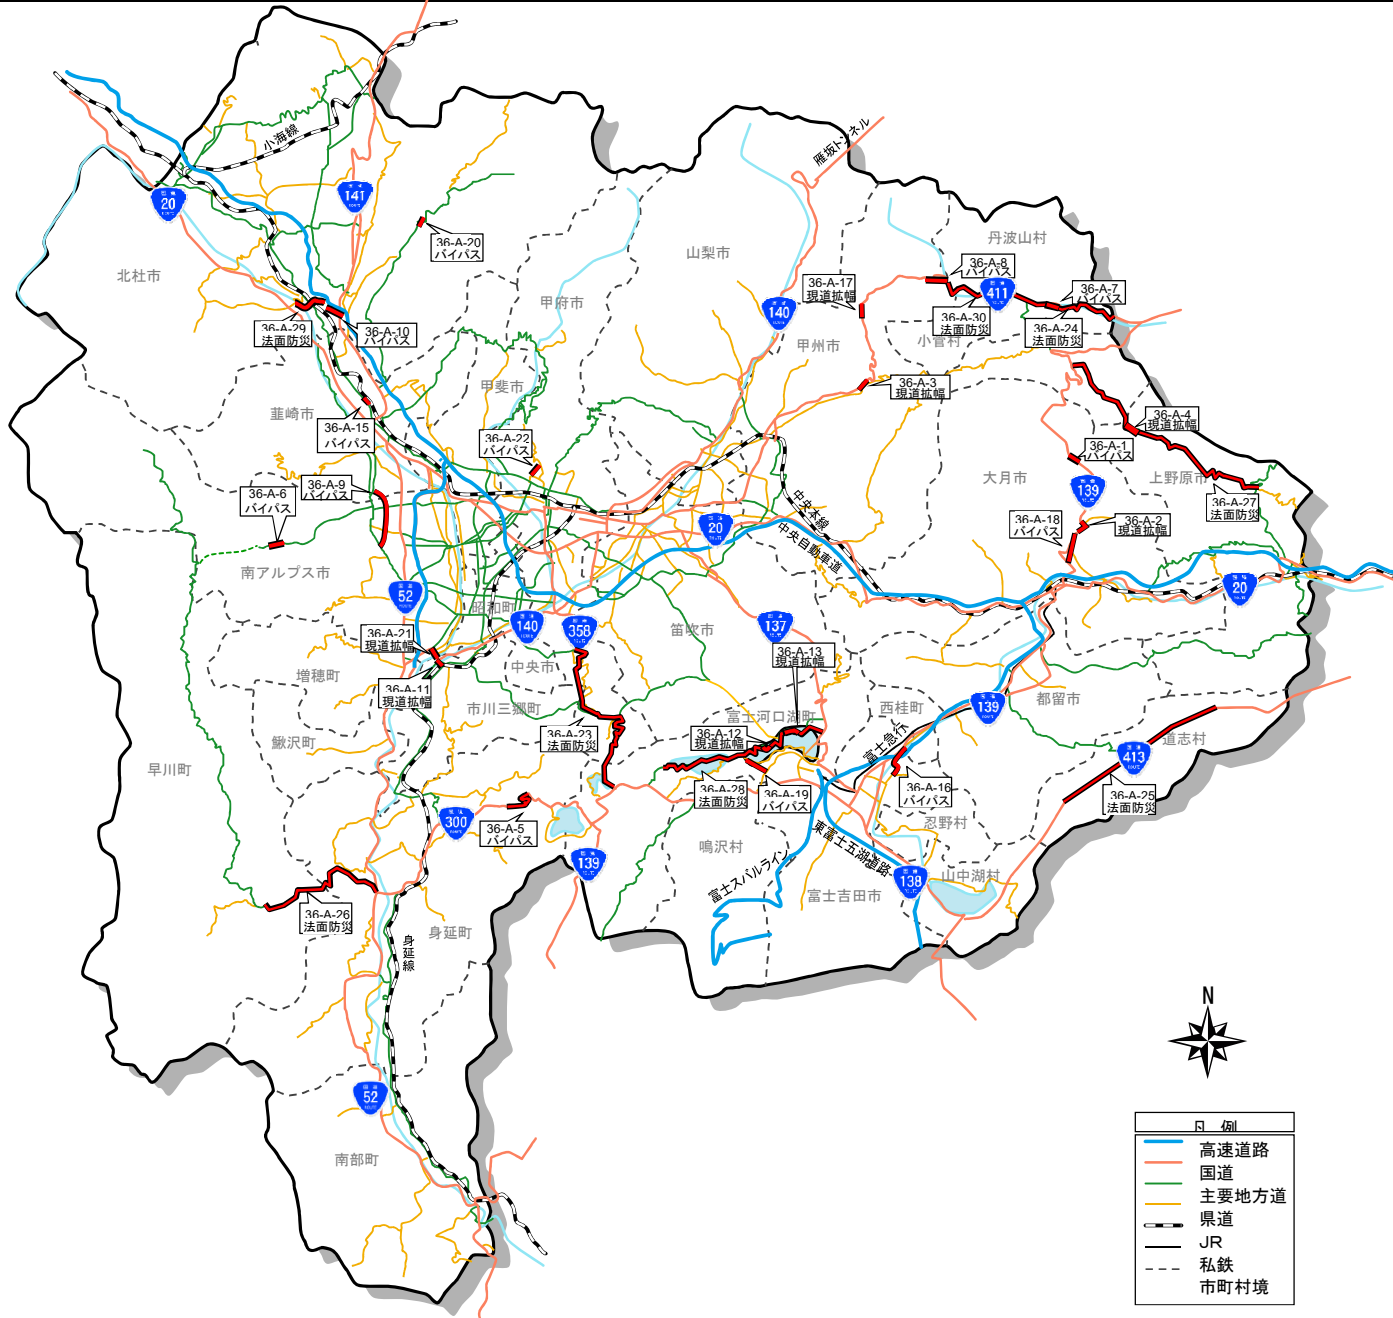 小海線
雁坂トンネル
20
141
36-A-20
バイパス
北杜市
山梨市
丹波山村
36-A-8
バイパス
36-A-17
現道拡幅
411
36-A-7
バイパス
甲府市
140
36-A-30
法面防災
36-A-24
法面防災
36-A-29
法面防災
36-A-10
バイパス
甲州市
小菅村
甲斐市
36-A-3
現道拡幅
韮崎市
36-A-15
バイパス
36-A-22
バイパス
36-A-4
現道拡幅
36-A-1
バイパス
大月市
上野原市
36-A-9
バイパス
36-A-6
バイパス
139
36-A-27
法面防災
中央本線
20
中央自動車道
36-A-18
バイパス
36-A-2
現道拡幅
南アルプス市
52
昭和町
20
140
358
笛吹市
137
36-A-21
現道拡幅
36-A-13
現道拡幅
中央市
増穂町
36-A-11
現道拡幅
市川三郷町
富士河口湖町
西桂町
139
都留市
鰍沢町
36-A-23
法面防災
36-A-12
現道拡幅
富士急行
道志村
413
早川町
36-A-28
法面防災
36-A-19
バイパス
36-A-16
バイパス
36-A-25
法面防災
300
36-A-5
バイパス
忍野村
東富士五湖道路
鳴沢村
139
富士スバルライン
138
山中湖村
富士吉田市
36-A-26
法面防災
身延町
身延線
N
52
南部町
凡 例
高速道路
国道
主要地方道
県道
JR
私鉄
市町村境